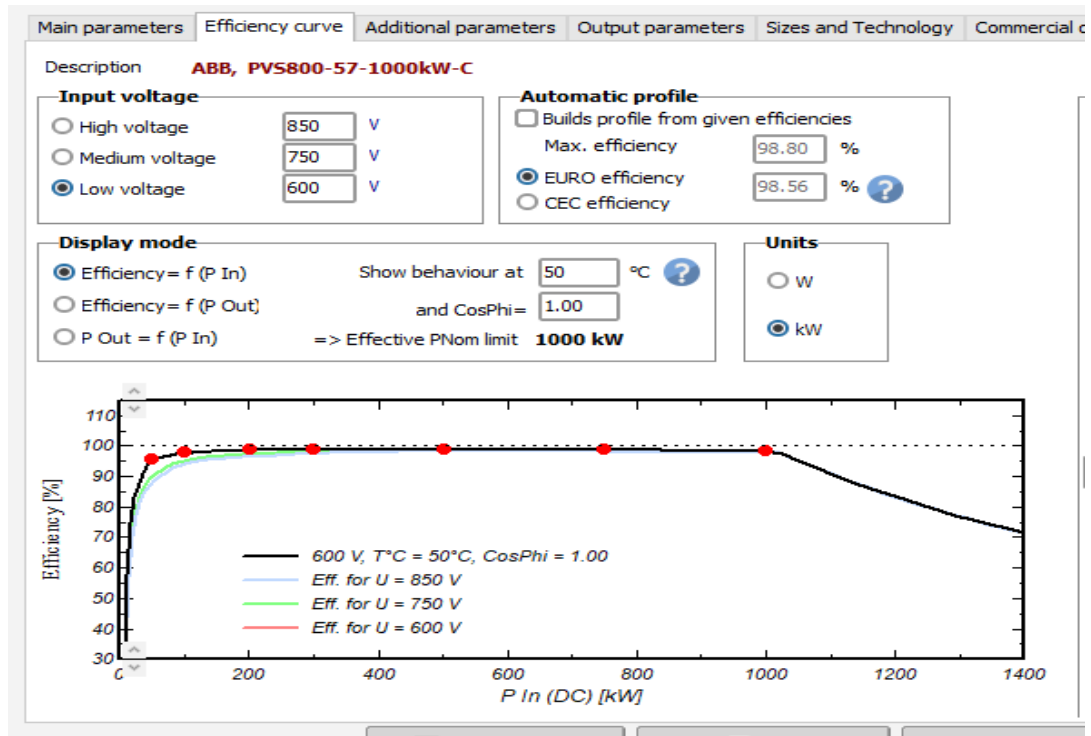 Main parameters Efficiency curve Additional parameters Output parameters Sizes and Technology Commercial
Description ABB, PVS800-57-1000kW-C
Input voltage
High voltage 850 V
Medium voltage 750 V
Low voltage 600 V
Automatic profile
Builds profile from given efficiencies
Max. efficiency 98.80 %
EURO efficiency 98.56 % ?
CEC efficiency
Display mode
Efficiency= f (P In) Show behaviour at 50 °C ?
Efficiency= f (P Out) and CosPhi= 1.00
P Out = f (P In) => Effective PNom limit 1000 kW
Units
W
kW
110
100
90
80
70
60
50
40
30
Efficiency [%]
600 V, T°C = 50°C, CosPhi = 1.00
Eff. for U = 850 V
Eff. for U = 750 V
Eff. for U = 600 V
0 200 400 600 800 1000 1200 1400
P In (DC) [kW]